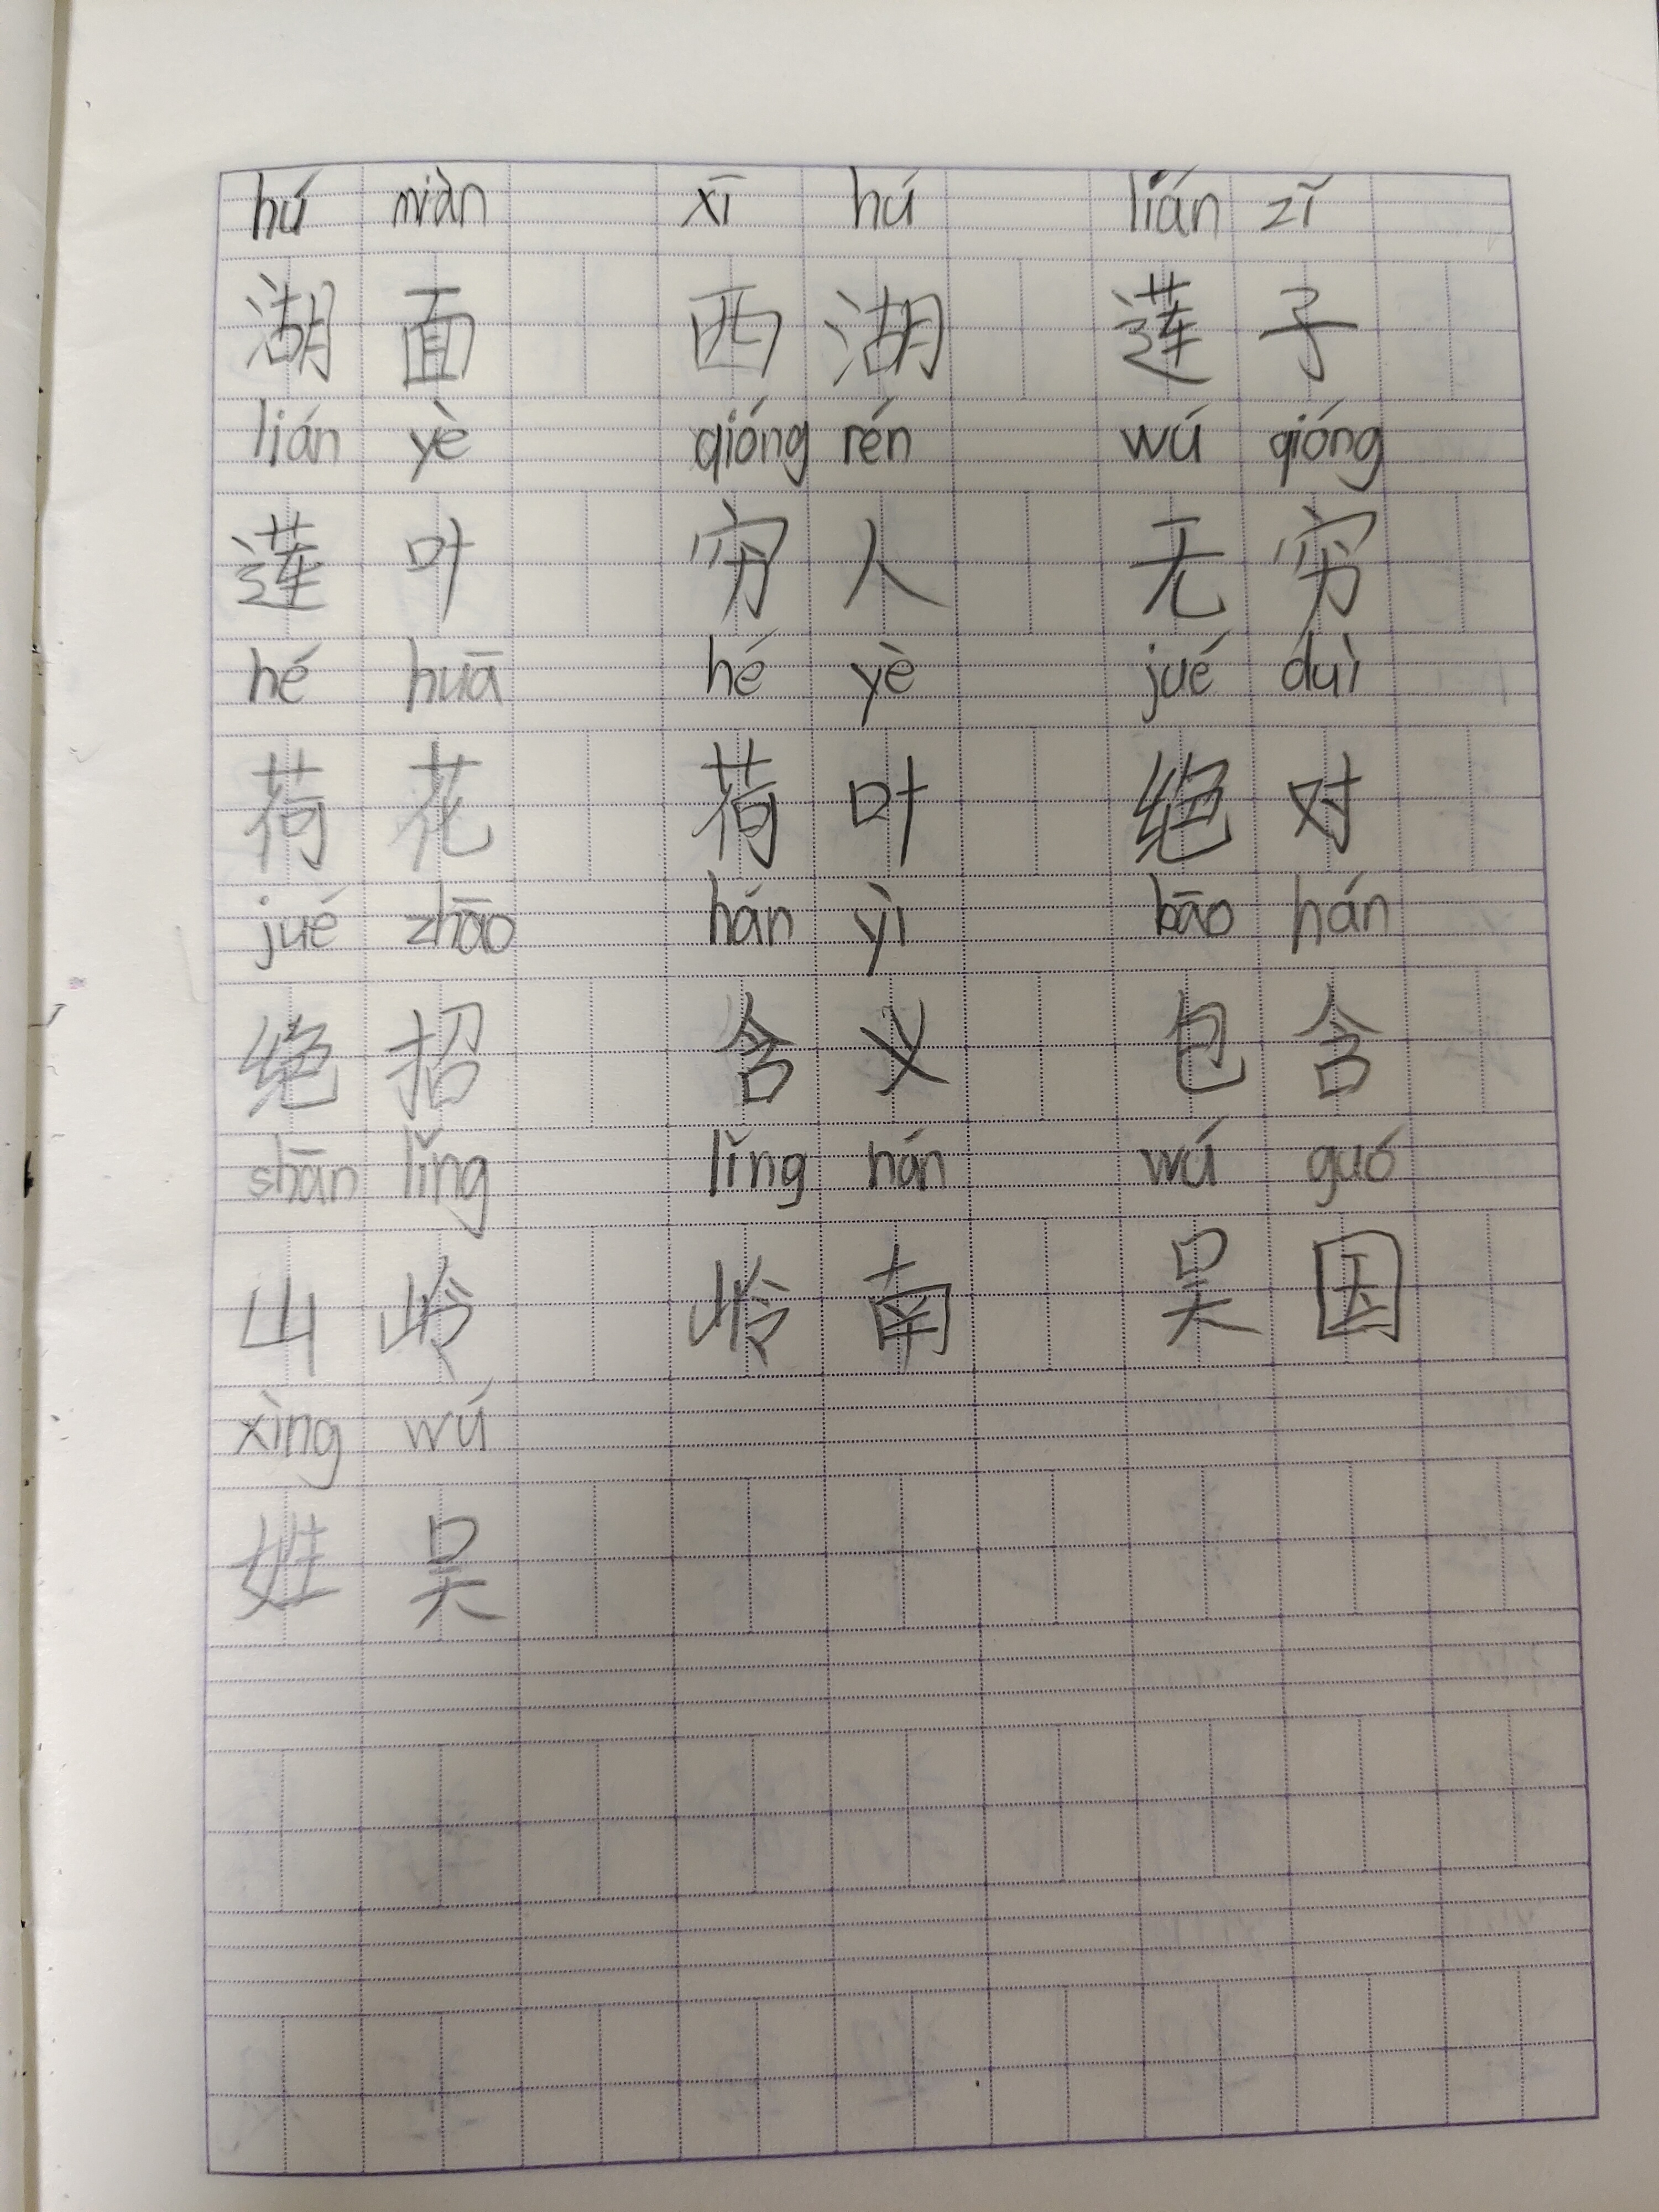 hú miàn xī hú lián zǐ
湖面 西湖 莲子
lián yè qióng rén wú qióng
莲叶 穷人 无穷
hé huā hé yè jué duì
荷花 荷叶 绝对
jué zhāo hán yì bāo hán
绝招 含义 包含
shān lǐng lǐng nán wú guó
山岭 岭南 吴国
xìng wú
姓吴